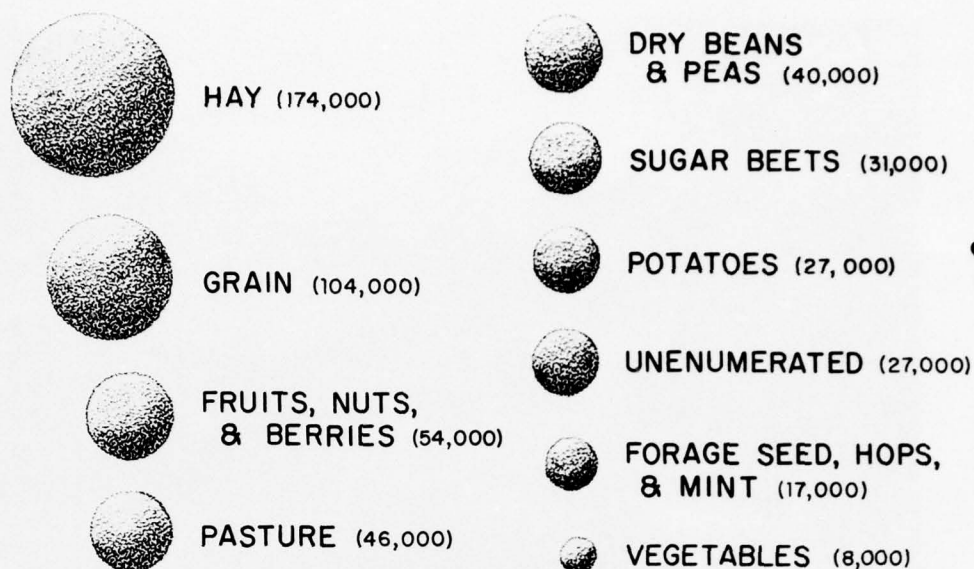 HAY (174,000)
GRAIN (104,000)
FRUITS, NUTS,
& BERRIES (54,000)
PASTURE (46,000)
DRY BEANS
& PEAS (40,000)
SUGAR BEETS (31,000)
POTATOES (27,000)
UNENUMERATED (27,000)
FORAGE SEED, HOPS,
& MINT (17,000)
VEGETABLES (8,000)